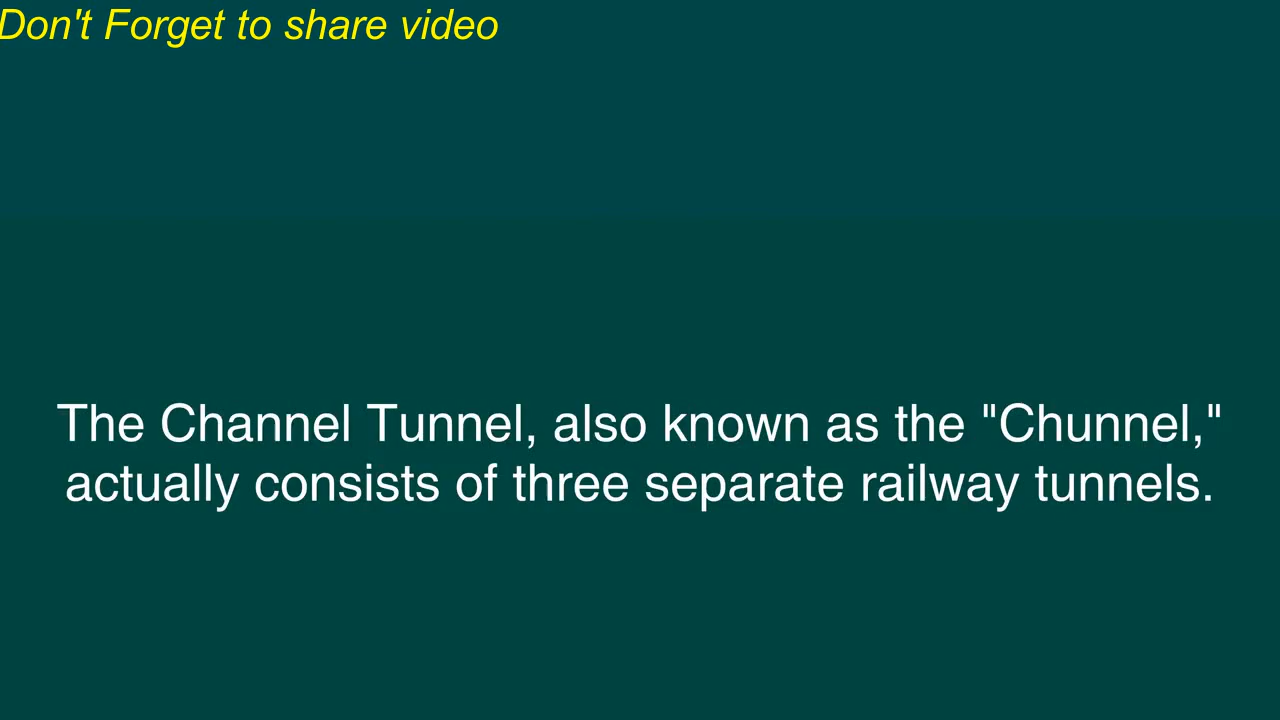 Don't Forget to share video
The Channel Tunnel, also known as the "Chunnel,"
actually consists of three separate railway tunnels.